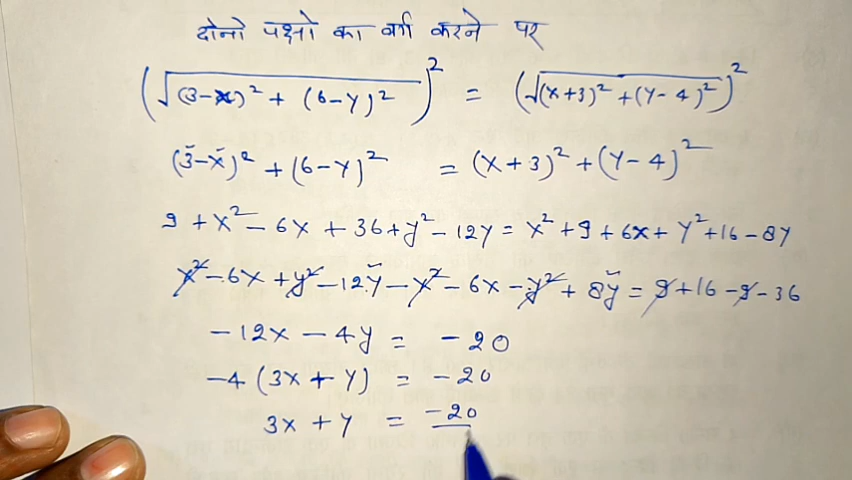 दोनो पक्षो का वर्ग करने पर
(√(3-x)² + (6-y)²)² = (√(x+3)² + (y-4)²)²
(3-x)² + (6-y)² = (x+3)² + (y-4)²
9 + x² - 6x + 36 + y² - 12y = x² + 9 + 6x + y² + 16 - 8y
x² - 6x + y² - 12y - x² - 6x - y² + 8y = 9 + 16 - 9 - 36
-12x - 4y = -20
-4 (3x + y) = -20
3x + y = -20